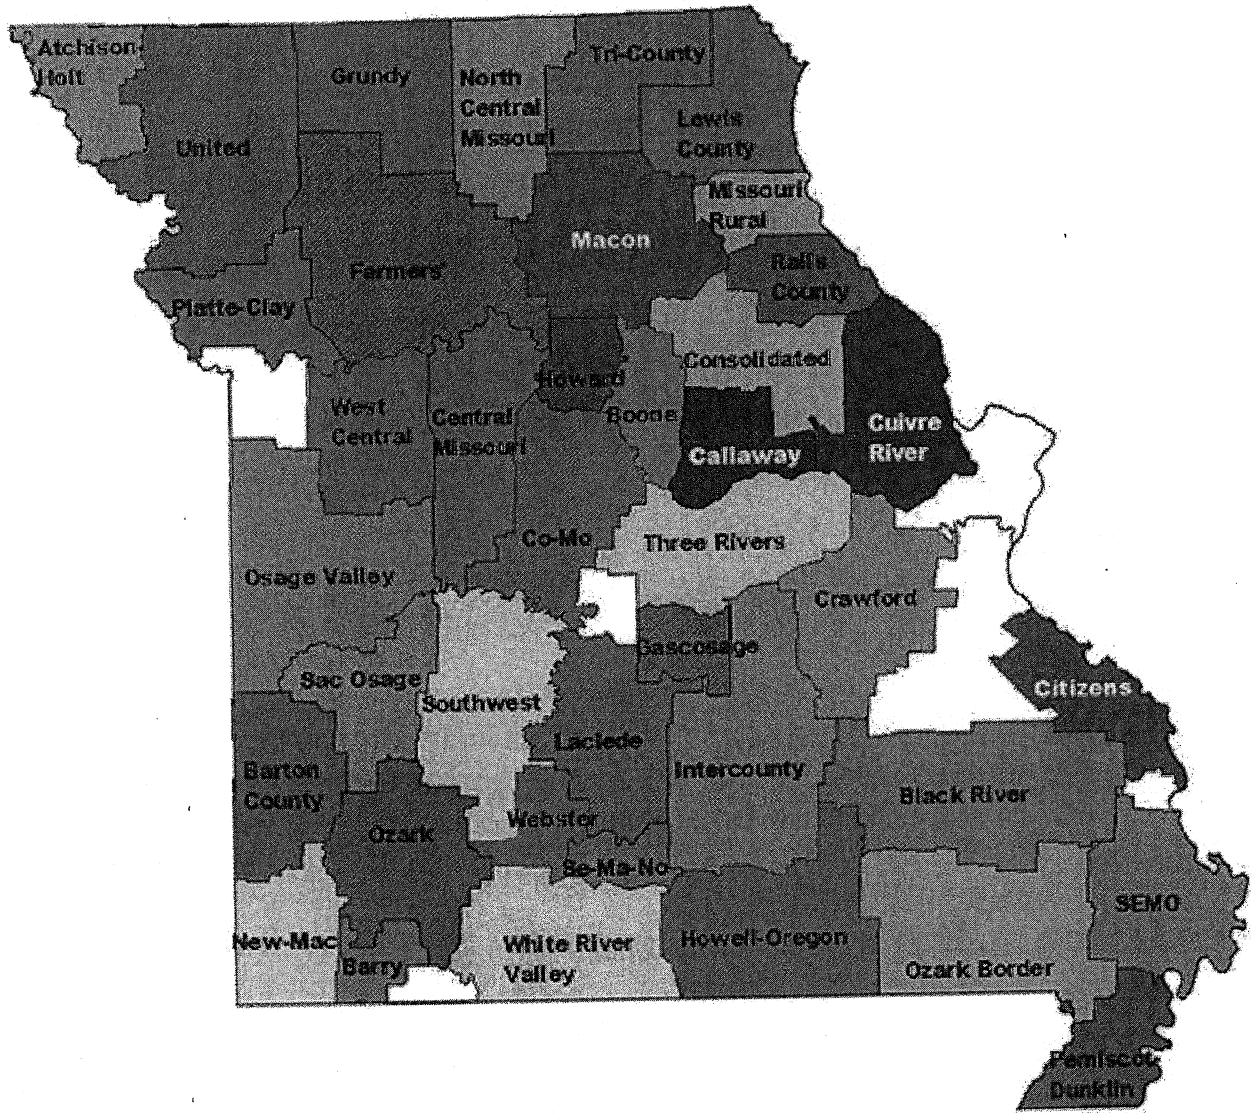 Atchison-
Holt
United
Grundy
North
Central
Missouri
Tri-County
Lewis
County
Missouri
Rural
Macon
Farmers'
Ralls
County
Platte-Clay
Consolidated
Howard
Boone
West
Central
Central
Missouri
Callaway
Cuivre
River
Co-Mo
Three Rivers
Osage Valley
Crawford
Gascosage
Sac Osage
Southwest
Citizens
Laclede
Intercounty
Barton
County
Black River
Webster
Ozark
Se-Ma-No
SEMO
New-Mac
Barry
White River
Valley
Howell-Oregon
Ozark Border
Pemiscot-
Dunklin